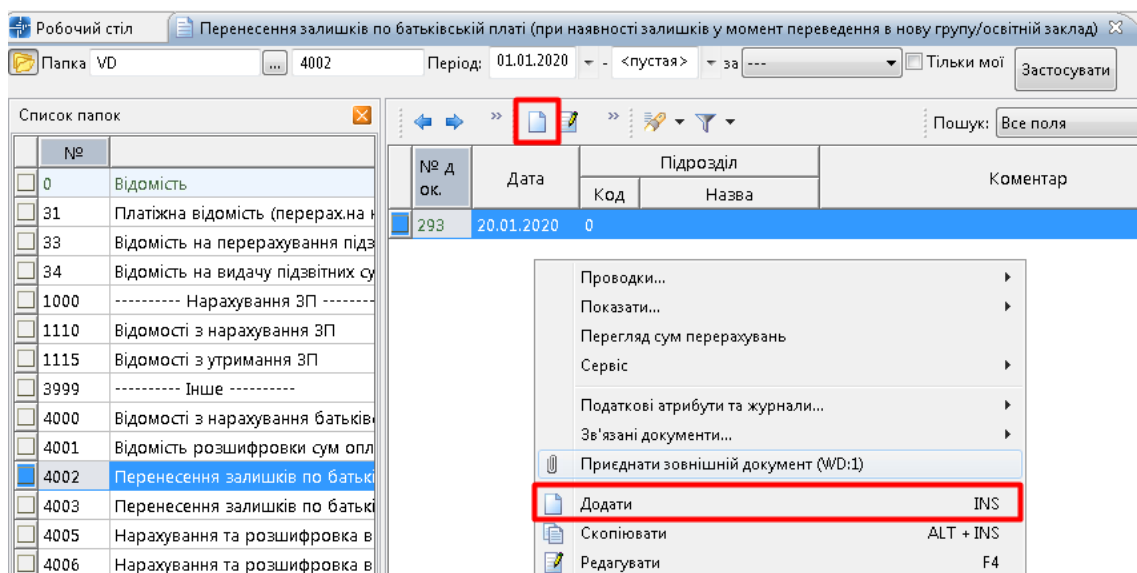 Робочий стіл
Перенесення залишків по батьківській платі (при наявності залишків у момент переведення в нову групу/освітній заклад)
Папка VD ... 4002 Період: 01.01.2020 - <пустая> за --- Тільки мої Застосувати
Список папок
Пошук: Все поля
№
0 Відомість
31 Платіжна відомість (перерах.на
33 Відомість на перерахування підз
34 Відомість на видачу підзвітних су
1000 ---------- Нарахування ЗП --------
1110 Відомості з нарахування ЗП
1115 Відомості з утримання ЗП
3999 ---------- Інше ----------
4000 Відомості з нарахування батьків
4001 Відомість розшифровки сум опл
4002 Перенесення залишків по батькі
4003 Перенесення залишків по батькі
4005 Нарахування та розшифровка в
4006 Нарахування та розшифровка в
№ д
ок.
Дата
Підрозділ
Код
Назва
Коментар
293 20.01.2020 0
Проводки...
Показати...
Перегляд сум перерахувань
Сервіс
Податкові атрибути та журнали...
Зв'язані документи...
Приєднати зовнішній документ (WD:1)
Додати INS
Скопіювати ALT + INS
Редагувати F4